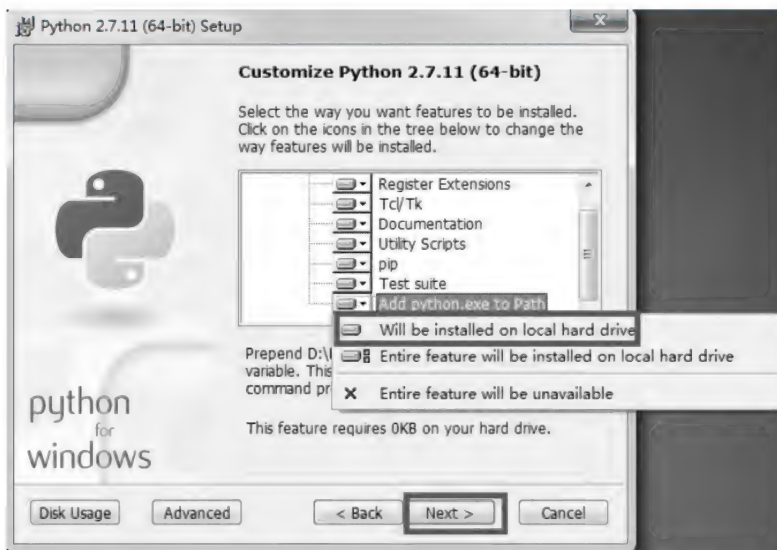 Python 2.7.11 (64-bit) Setup
Customize Python 2.7.11 (64-bit)
Select the way you want features to be installed.
Click on the icons in the tree below to change the
way features will be installed.
Register Extensions
Tcl/Tk
Documentation
Utility Scripts
pip
Test suite
Add python.exe to Path
Will be installed on local hard drive
Entire feature will be installed on local hard drive
Entire feature will be unavailable
Prepend D:\
variable. This
command pr
This feature requires 0KB on your hard drive.
python
for
windows
Disk Usage
Advanced
< Back
Next >
Cancel